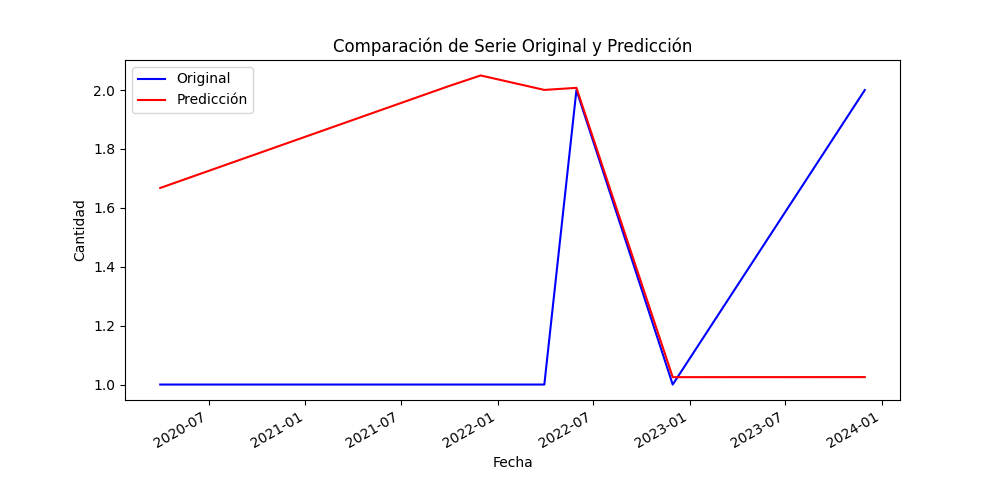 Comparación de Serie Original y Predicción
Original
Predicción
Cantidad
2.0
1.8
1.6
1.4
1.2
1.0
2020-07
2021-01
2021-07
2022-01
2022-07
2023-01
2023-07
2024-01
Fecha